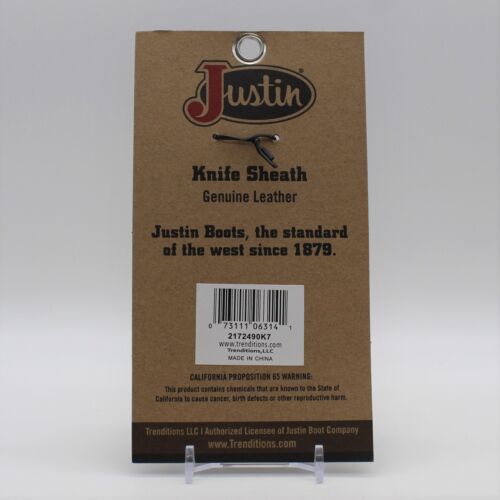 Justin®
Knife Sheath
Genuine Leather
Justin Boots, the standard
of the west since 1879.
0 73111 06314 1
2172490K7
www.trenditions.com
Trenditions,LLC
MADE IN CHINA
CALIFORNIA PROPOSITION 65 WARNING:
This product contains chemicals that are known to the State of
California to cause cancer, birth defects or other reproductive harm.
Trenditions LLC I Authorized Licensee of Justin Boot Company
www.Trenditions.com